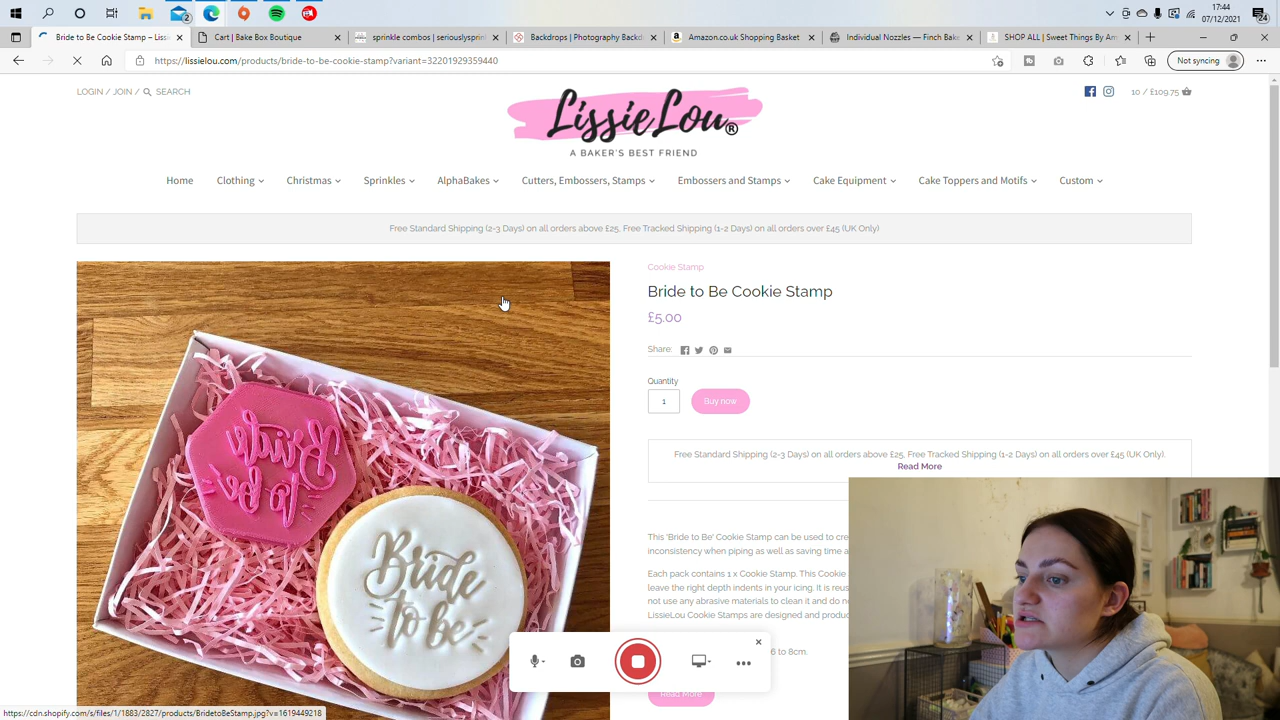 17:44
07/12/2021
24
2
Bride to Be Cookie Stamp – Lissie
Cart | Bake Box Boutique
sprinkle combos | seriouslysprin
Backdrops | Photography Backd
Amazon.co.uk Shopping Basket
Individual Nozzles — Finch Bake
SHOP ALL | Sweet Things By Am
https://lissielou.com/products/bride-to-be-cookie-stamp?variant=32201929359440
Not syncing
LOGIN / JOIN / SEARCH
LissieLou®
A BAKER'S BEST FRIEND
10 / £109.75
Home Clothing Christmas Sprinkles AlphaBakes Cutters, Embossers, Stamps Embossers and Stamps Cake Equipment Cake Toppers and Motifs Custom
Free Standard Shipping (2-3 Days) on all orders above £25, Free Tracked Shipping (1-2 Days) on all orders over £45 (UK Only)
Cookie Stamp
Bride to Be Cookie Stamp
£5.00
Share:
Quantity
1
Buy now
Free Standard Shipping (2-3 Days) on all orders above £25, Free Tracked Shipping (1-2 Days) on all orders over £45 (UK Only).
Read More
This 'Bride to Be' Cookie Stamp can be used to cre
inconsistency when piping as well as saving time a
Each pack contains 1 x Cookie Stamp. This Cookie
leave the right depth indents in your icing. It is reus
not use any abrasive materials to clean it and do n
LissieLou Cookie Stamps are designed and produc
6 to 8cm.
Read More
Bride
to be
Bride
to be
https://cdn.shopify.com/s/files/1/1883/2827/products/BridetoBeStamp.jpg?v=1619449218